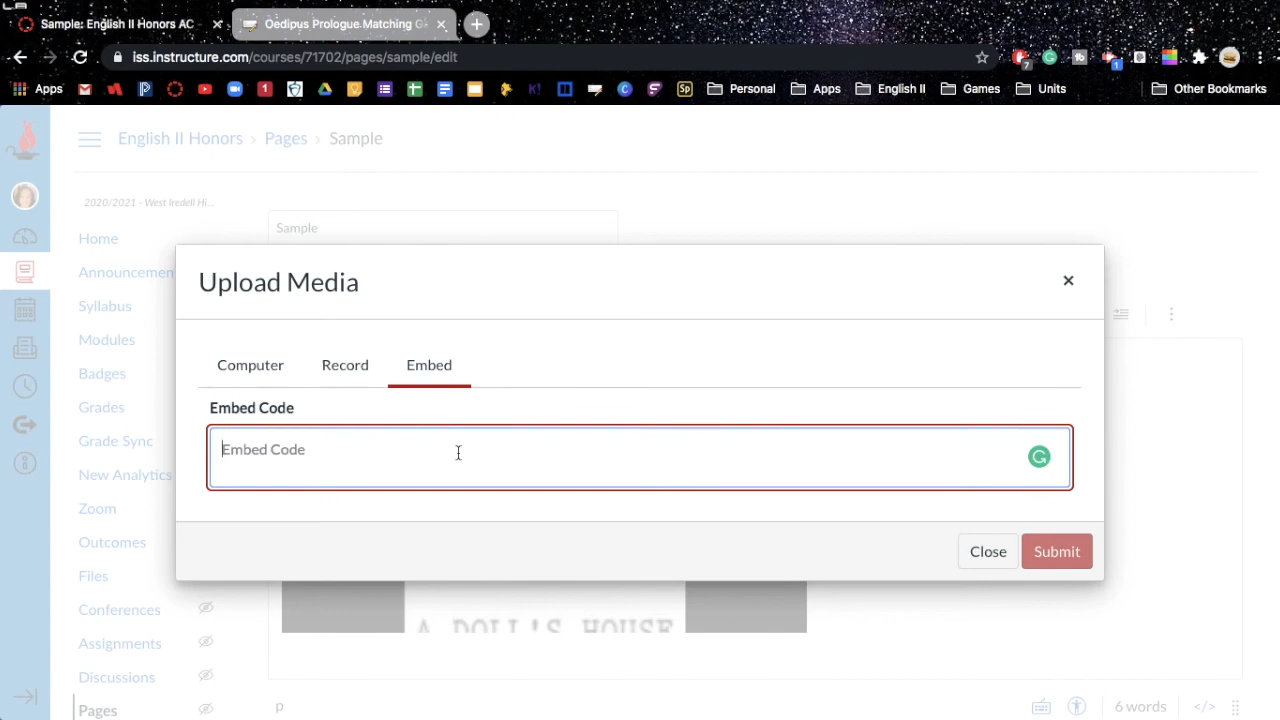 Sample: English II Honors AC
Oedipus Prologue Matching G
iss.instructure.com/courses/71702/pages/sample/edit
7
1
Apps
1
Personal
Apps
English II
Games
Units
Other Bookmarks
English II Honors > Pages > Sample
2020/2021 - West Iredell Hi...
Home
Announcemen
Syllabus
Modules
Badges
Grades
Grade Sync
New Analytics
Zoom
Outcomes
Files
Conferences
Assignments
Discussions
Pages
Sample
Upload Media
Computer
Record
Embed
Embed Code
Embed Code
Close
Submit
A DOLL'S HOUSE
p
6 words
</>